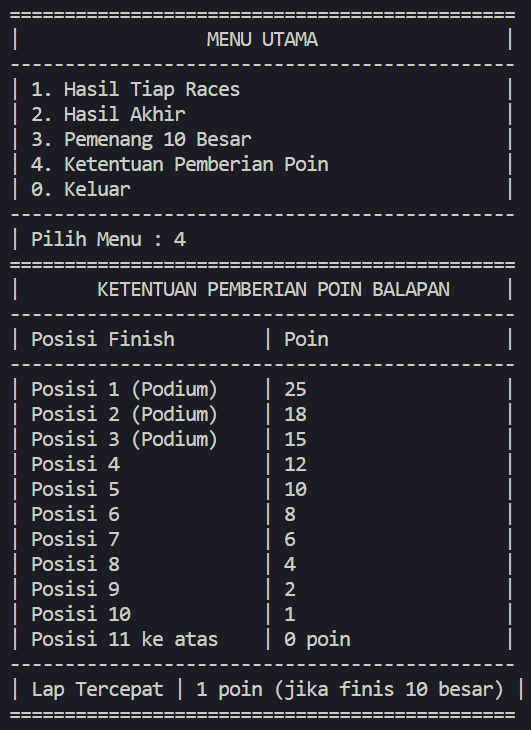 ==============================================
|                 MENU UTAMA                 |
----------------------------------------------
| 1. Hasil Tiap Races                        |
| 2. Hasil Akhir                             |
| 3. Pemenang 10 Besar                       |
| 4. Ketentuan Pemberian Poin                |
| 0. Keluar                                  |
----------------------------------------------
| Pilih Menu : 4
==============================================
|       KETENTUAN PEMBERIAN POIN BALAPAN     |
----------------------------------------------
| Posisi Finish        | Poin                |
----------------------------------------------
| Posisi 1 (Podium)    | 25                  |
| Posisi 2 (Podium)    | 18                  |
| Posisi 3 (Podium)    | 15                  |
| Posisi 4             | 12                  |
| Posisi 5             | 10                  |
| Posisi 6             | 8                   |
| Posisi 7             | 6                   |
| Posisi 8             | 4                   |
| Posisi 9             | 2                   |
| Posisi 10            | 1                   |
| Posisi 11 ke atas    | 0 poin              |
----------------------------------------------
| Lap Tercepat | 1 poin (jika finis 10 besar) |
==============================================